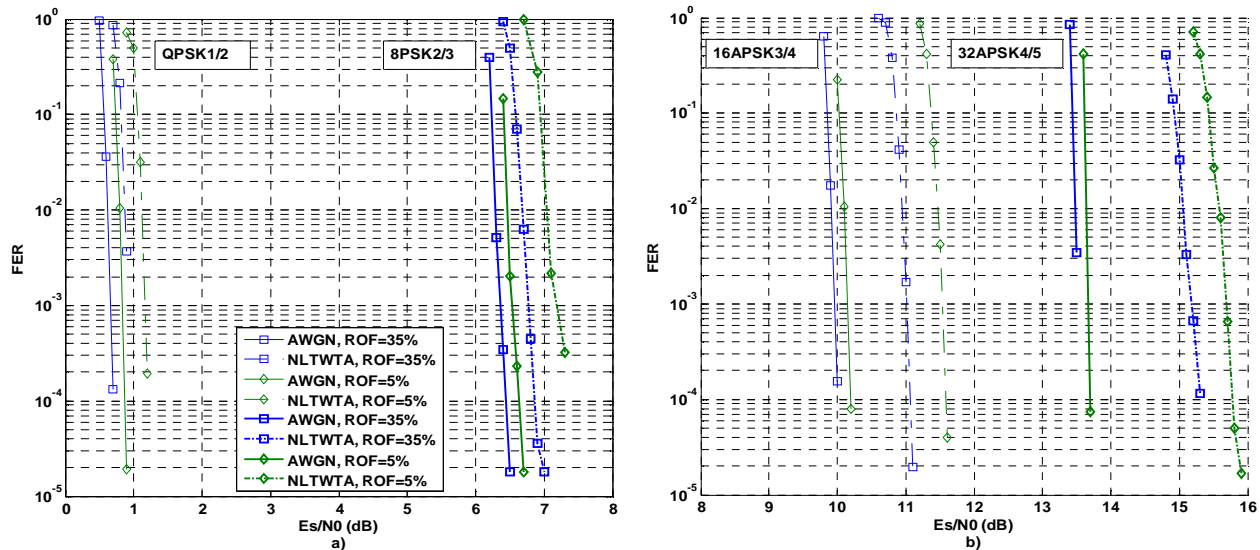 10^0
10^-1
10^-2
10^-3
10^-4
10^-5
FER
QPSK1/2
8PSK2/3
AWGN, ROF=35%
NLTWTA, ROF=35%
AWGN, ROF=5%
NLTWTA, ROF=5%
AWGN, ROF=35%
NLTWTA, ROF=35%
AWGN, ROF=5%
NLTWTA, ROF=5%
0 1 2 3 4 5 6 7 8
Es/N0 (dB)
a)
10^0
10^-1
10^-2
10^-3
10^-4
10^-5
FER
16APSK3/4
32APSK4/5
8 9 10 11 12 13 14 15 16
Es/N0 (dB)
b)